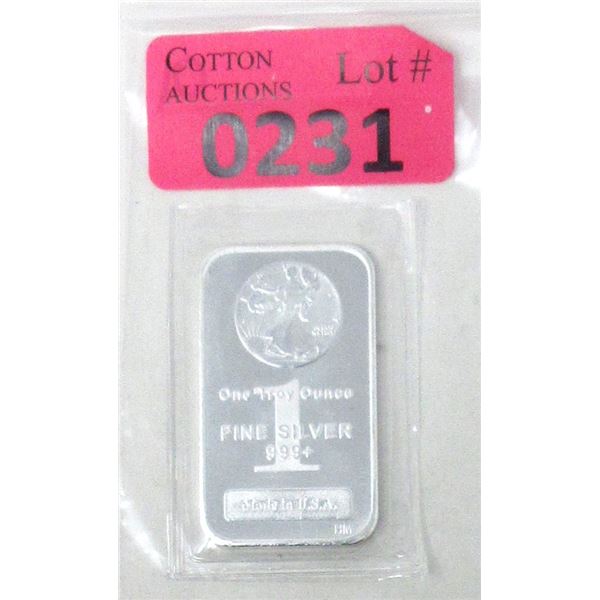 COTTON
AUCTIONS
Lot #
0231
One Troy Ounce
1
FINE SILVER
999+
Made in U.S.A.